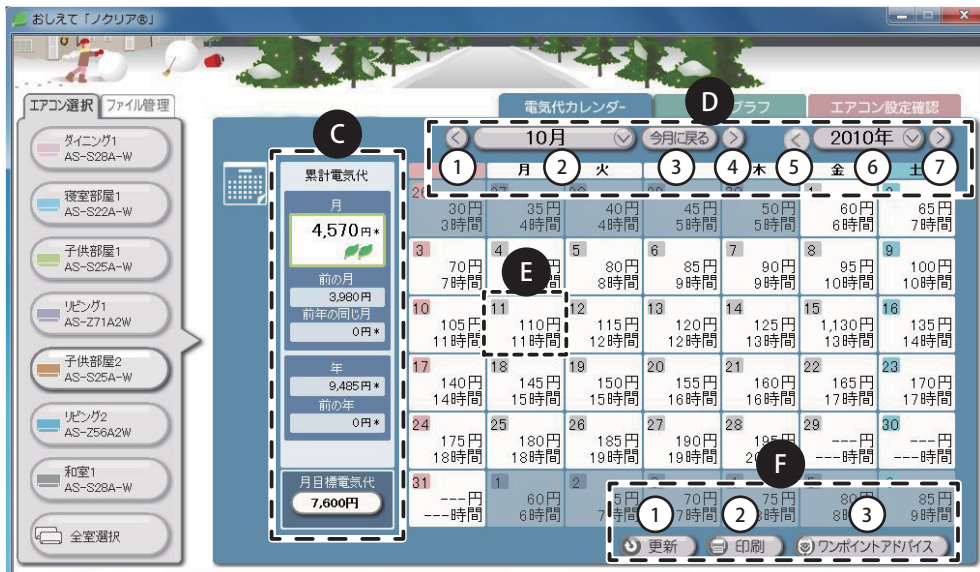 おしえて「ノクリア®」
エアコン選択 ファイル管理
ダイニング1
AS-S28A-W
寝室部屋1
AS-S22A-W
子供部屋1
AS-S25A-W
リビング1
AS-Z71A2W
子供部屋2
AS-S25A-W
リビング2
AS-Z56A2W
和室1
AS-S28A-W
全室選択
C
累計電気代
月
4,570円*
前の月
3,980円
前年の同じ月
0円*
年
9,485円*
前の年
0円*
月目標電気代
7,600円
電気代カレンダー D グラフ エアコン設定確認
10月 今月に戻る 2010年
1 2 3 4 5 6 7
月 火 木 金 土
30円 35円 40円 45円 50円 60円 65円
3時間 4時間 4時間 5時間 5時間 6時間 7時間
3 4 5 6 7 8 9
70円 E 円 80円 85円 90円 95円 100円
7時間 8時間 9時間 9時間 10時間 10時間
10 11 12 13 14 15 16
105円 110円 115円 120円 125円 1,130円 135円
11時間 11時間 12時間 12時間 13時間 13時間 14時間
17 18 19 20 21 22 23
140円 145円 150円 155円 160円 165円 170円
14時間 15時間 15時間 16時間 16時間 17時間 17時間
24 25 26 27 28 29 30
175円 180円 185円 190円 195円 ---円 ---円
18時間 18時間 19時間 19時間 ---時間 ---時間
F
31 1 2
---円 60円 5円 70円 75円 80円 85円
---時間 6時間 7時間 7時間 8時間 9時間
1 2 3
更新 印刷 ワンポイントアドバイス